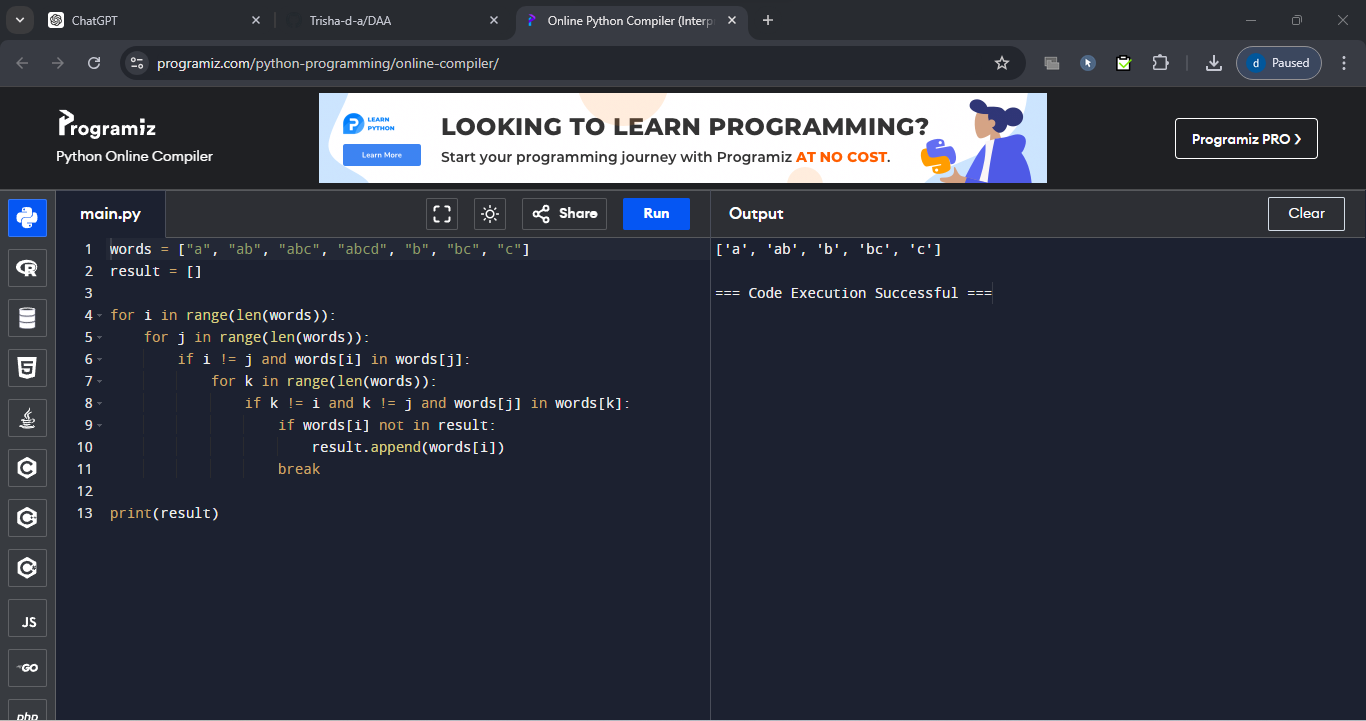 ChatGPT
Trisha-d-a/DAA
Online Python Compiler (Interp
programiz.com/python-programming/online-compiler/
d Paused
Programiz
Python Online Compiler
LEARN
PYTHON
Learn More
LOOKING TO LEARN PROGRAMMING?
Start your programming journey with Programiz AT NO COST.
Programiz PRO ❯
main.py
Share
Run
Output
Clear
1 words = ["a", "ab", "abc", "abcd", "b", "bc", "c"]
2 result = []
3
4 for i in range(len(words)):
5     for j in range(len(words)):
6         if i != j and words[i] in words[j]:
7             for k in range(len(words)):
8                 if k != i and k != j and words[j] in words[k]:
9                     if words[i] not in result:
10                         result.append(words[i])
11                     break
12
13 print(result)
['a', 'ab', 'b', 'bc', 'c']
=== Code Execution Successful ===
R
5
C
C
C
JS
GO
php